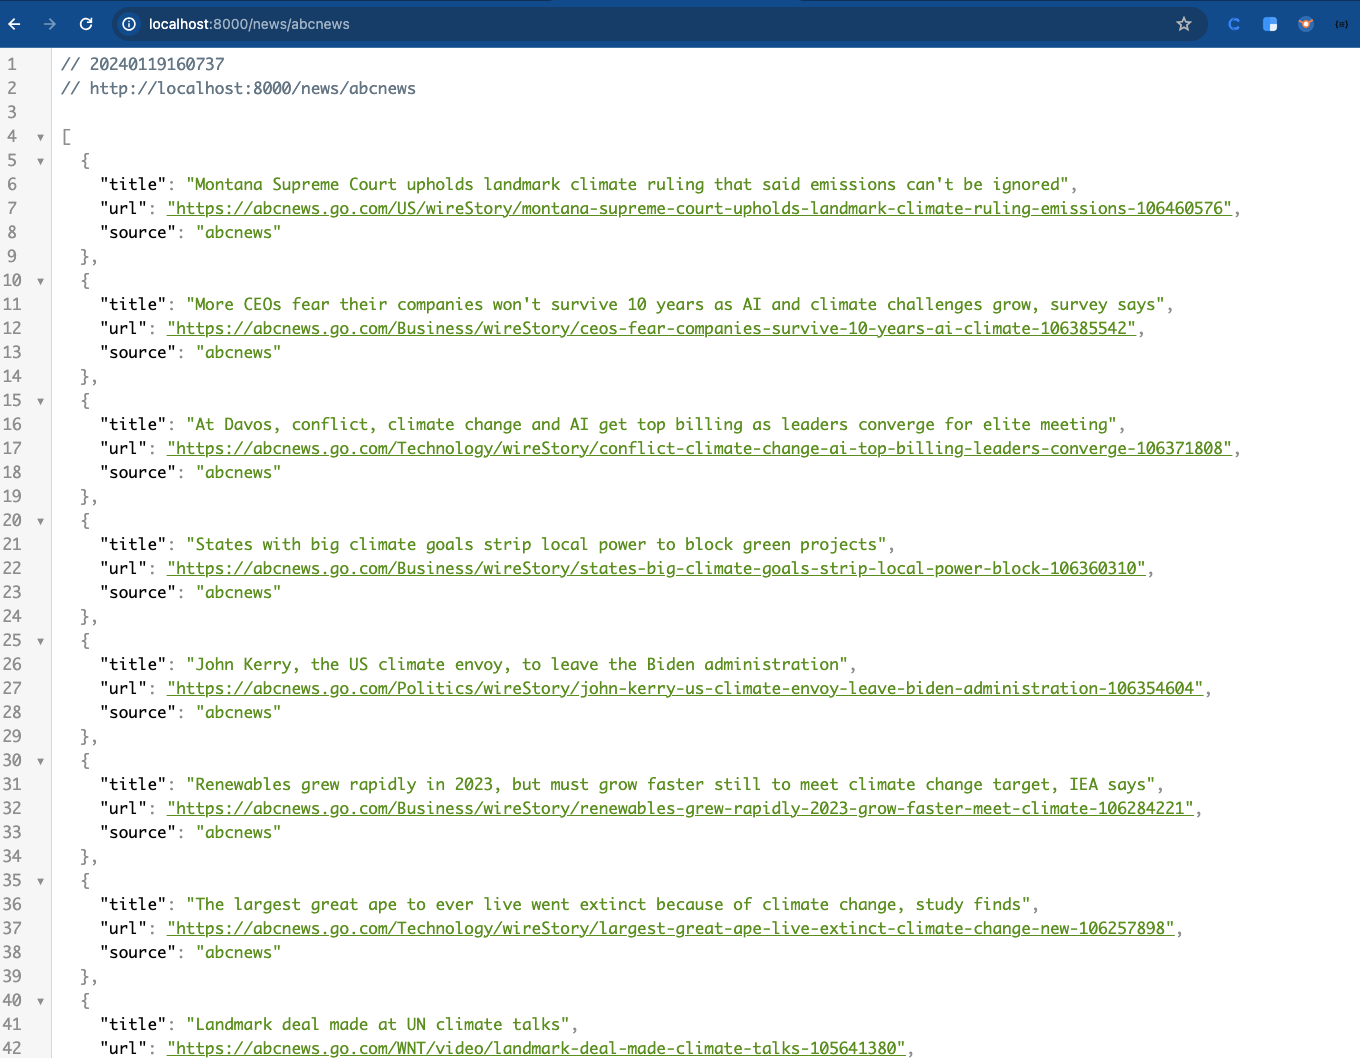 localhost:8000/news/abcnews
1 // 20240119160737
2 // http://localhost:8000/news/abcnews
3
4 [
5 {
6 "title": "Montana Supreme Court upholds landmark climate ruling that said emissions can't be ignored",
7 "url": "https://abcnews.go.com/US/wireStory/montana-supreme-court-upholds-landmark-climate-ruling-emissions-106460576",
8 "source": "abcnews"
9 },
10 {
11 "title": "More CEOs fear their companies won't survive 10 years as AI and climate challenges grow, survey says",
12 "url": "https://abcnews.go.com/Business/wireStory/ceos-fear-companies-survive-10-years-ai-climate-106385542",
13 "source": "abcnews"
14 },
15 {
16 "title": "At Davos, conflict, climate change and AI get top billing as leaders converge for elite meeting",
17 "url": "https://abcnews.go.com/Technology/wireStory/conflict-climate-change-ai-top-billing-leaders-converge-106371808",
18 "source": "abcnews"
19 },
20 {
21 "title": "States with big climate goals strip local power to block green projects",
22 "url": "https://abcnews.go.com/Business/wireStory/states-big-climate-goals-strip-local-power-block-106360310",
23 "source": "abcnews"
24 },
25 {
26 "title": "John Kerry, the US climate envoy, to leave the Biden administration",
27 "url": "https://abcnews.go.com/Politics/wireStory/john-kerry-us-climate-envoy-leave-biden-administration-106354604",
28 "source": "abcnews"
29 },
30 {
31 "title": "Renewables grew rapidly in 2023, but must grow faster still to meet climate change target, IEA says",
32 "url": "https://abcnews.go.com/Business/wireStory/renewables-grew-rapidly-2023-grow-faster-meet-climate-106284221",
33 "source": "abcnews"
34 },
35 {
36 "title": "The largest great ape to ever live went extinct because of climate change, study finds",
37 "url": "https://abcnews.go.com/Technology/wireStory/largest-great-ape-live-extinct-climate-change-new-106257898",
38 "source": "abcnews"
39 },
40 {
41 "title": "Landmark deal made at UN climate talks",
42 "url": "https://abcnews.go.com/WNT/video/landmark-deal-made-climate-talks-105641380",